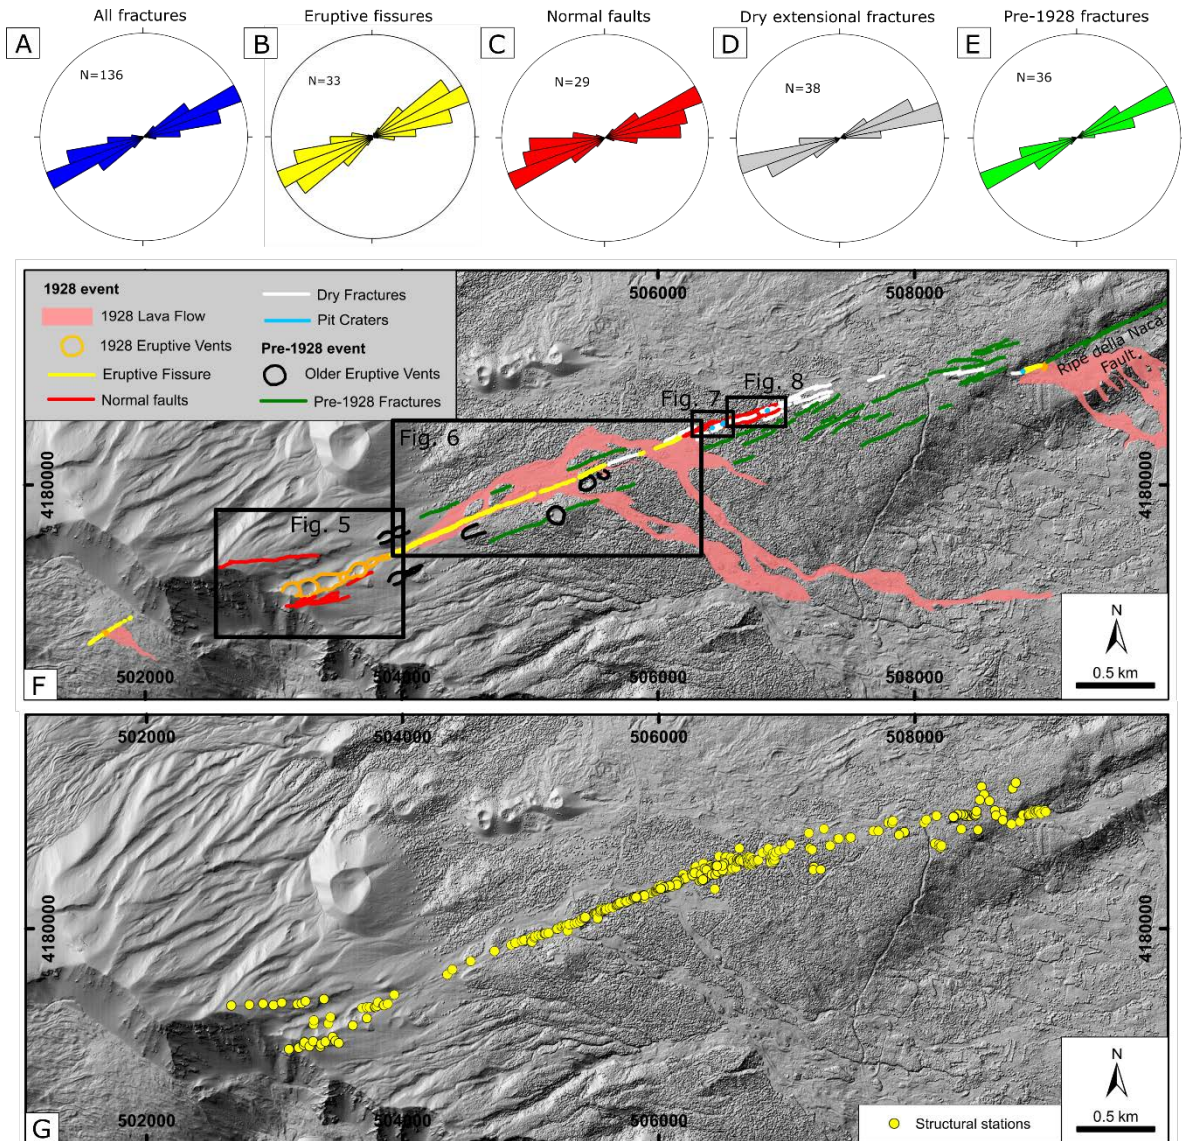 All fractures
Eruptive fissures
Normal faults
Dry extensional fractures
Pre-1928 fractures
A
B
C
D
E
N=136
N=33
N=29
N=38
N=36
1928 event
1928 Lava Flow
1928 Eruptive Vents
Eruptive Fissure
Normal faults
Dry Fractures
Pit Craters
Pre-1928 event
Older Eruptive Vents
Pre-1928 Fractures
506000
508000
Ripe della Naca
Fault
Fig. 8
Fig. 7
Fig. 6
4180000
4180000
Fig. 5
N
0.5 km
F
502000
504000
506000
508000
502000
504000
506000
508000
4180000
4180000
N
0.5 km
G
502000
504000
506000
Structural stations